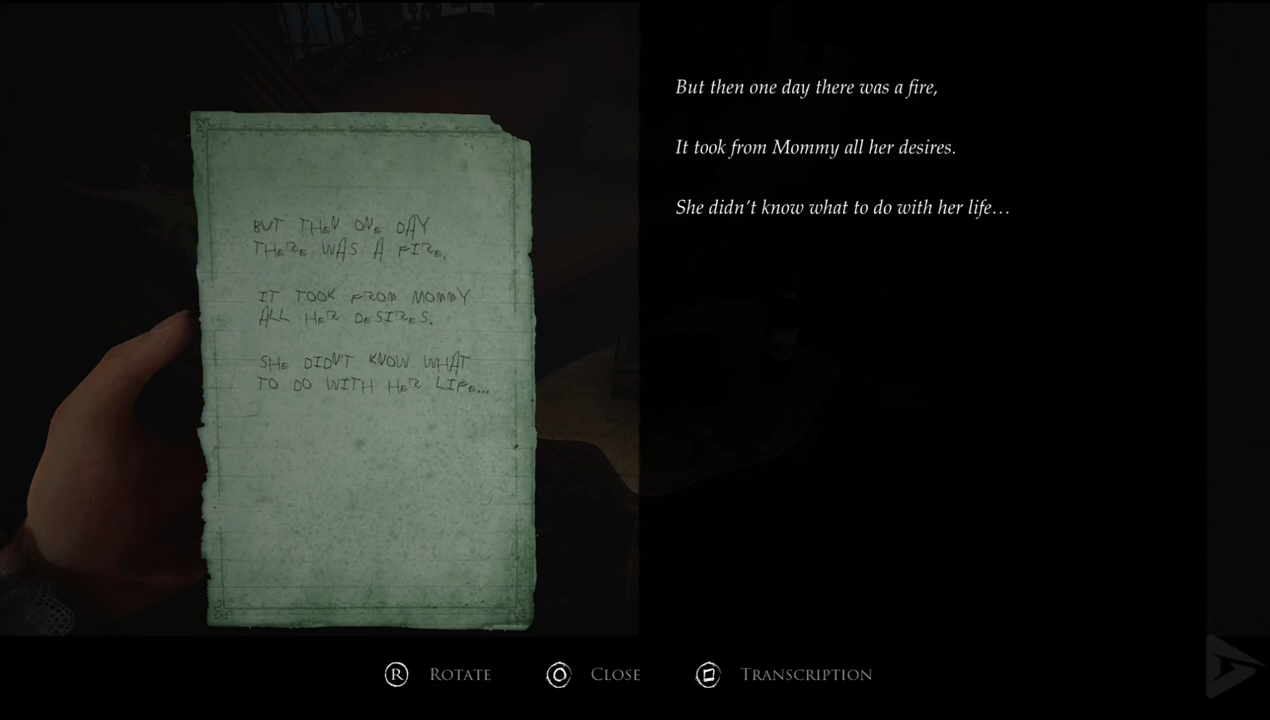 BUT THEN ONE DAY
THERE WAS A FIRE,
IT TOOK FROM MOMMY
ALL HER DESIRES.
SHE DIDN'T KNOW WHAT
TO DO WITH HER LIFE...
But then one day there was a fire,
It took from Mommy all her desires.
She didn't know what to do with her life…
R ROTATE CLOSE TRANSCRIPTION